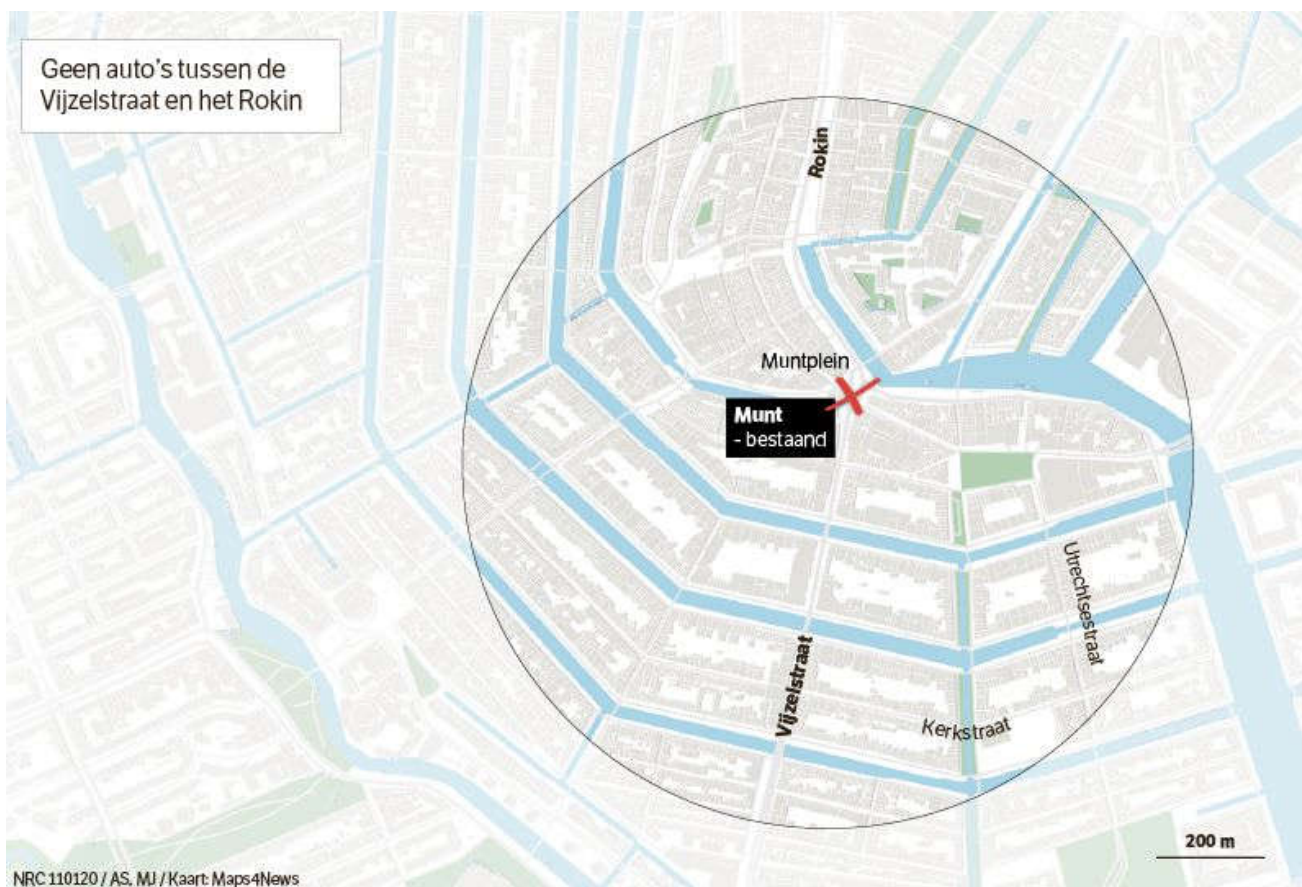 Geen auto's tussen de
Vijzelstraat en het Rokin
Rokin
Muntplein
Munt
- bestaand
Utrechtsestraat
Vijzelstraat
Kerkstraat
200 m
NRC 110120 / AS, MJ / Kaart: Maps4News